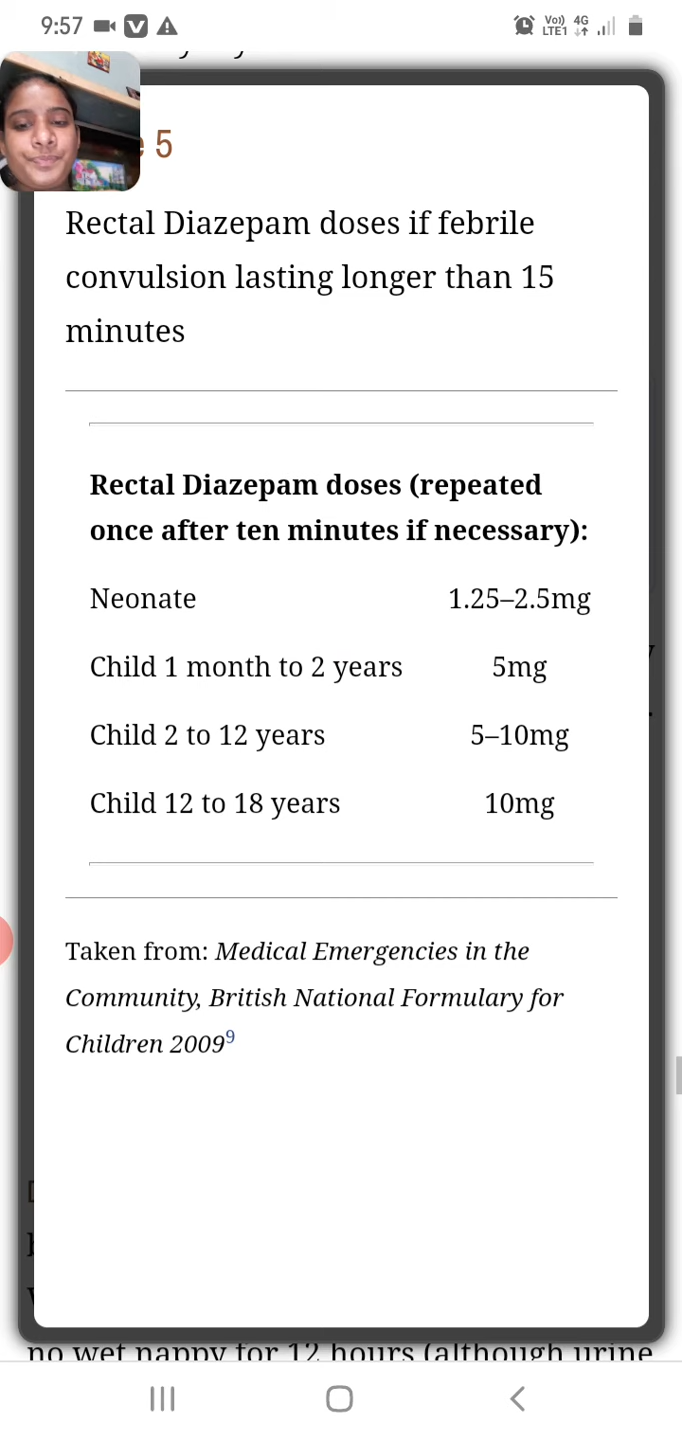 9:57
Vo)) 4G
LTE1
5
Rectal Diazepam doses if febrile
convulsion lasting longer than 15
minutes
Rectal Diazepam doses (repeated
once after ten minutes if necessary):
Neonate 1.25–2.5mg
Child 1 month to 2 years 5mg
Child 2 to 12 years 5–10mg
Child 12 to 18 years 10mg
Taken from: Medical Emergencies in the
Community, British National Formulary for
Children 2009⁹
no wet nappy for 12 hours (although urine